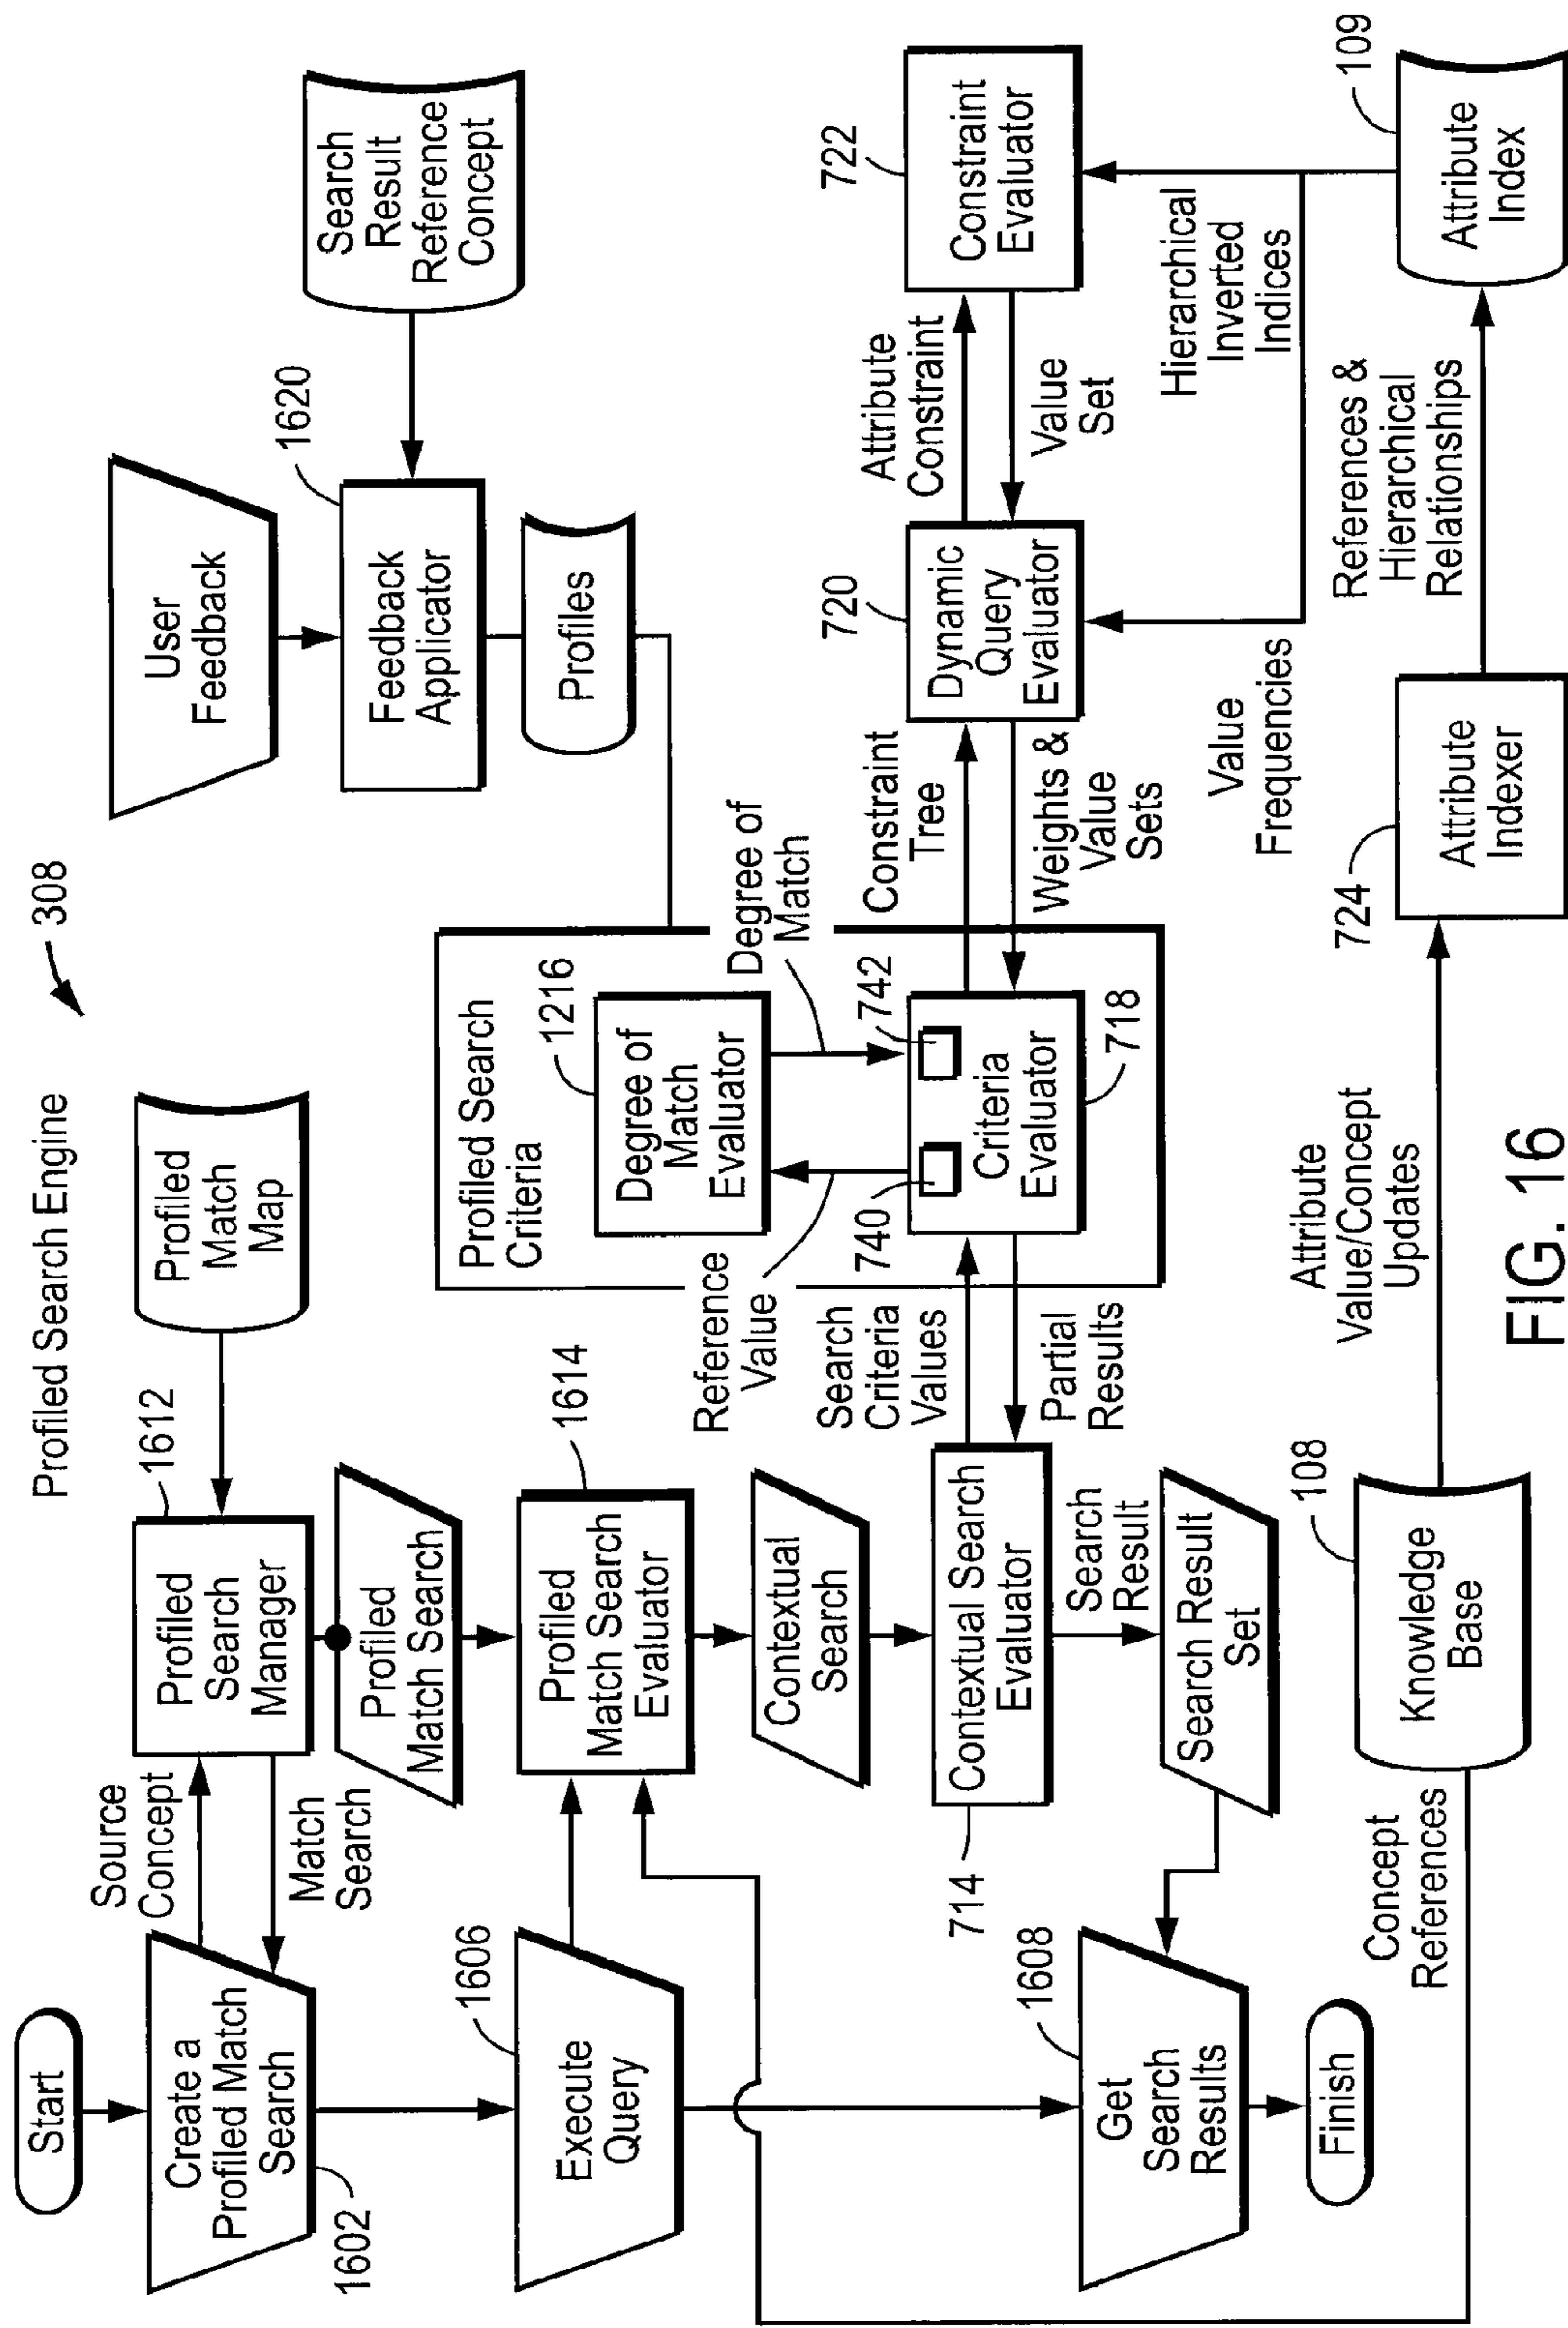 Profiled Search Engine
308
Start
Create a
Profiled Match
Search
1602
Source
Concept
Match
Search
Profiled
Search
Manager
1612
Profiled
Match
Map
Profiled
Match Search
Execute
Query
1606
Profiled
Match Search
Evaluator
1614
Contextual
Search
Contextual Search
Evaluator
714
Search
Result
Search Result
Set
Get
Search
Results
1608
Finish
Search
Criteria
Values
Partial
Results
Profiled Search
Criteria
Degree of
Match
Evaluator
1216
Reference
Value
Degree of
Match
740
742
Criteria
Evaluator
718
User
Feedback
Feedback
Applicator
1620
Search
Result
Reference
Concept
Profiles
Constraint
Tree
Weights &
Value
Sets
Dynamic
Query
Evaluator
720
Attribute
Constraint
Value
Set
Constraint
Evaluator
722
Hierarchical
Inverted
Indices
Value
Frequencies
Knowledge
Base
108
Concept
References
Attribute
Value/Concept
Updates
Attribute
Indexer
724
References &
Hierarchical
Relationships
Attribute
Index
109
FIG. 16